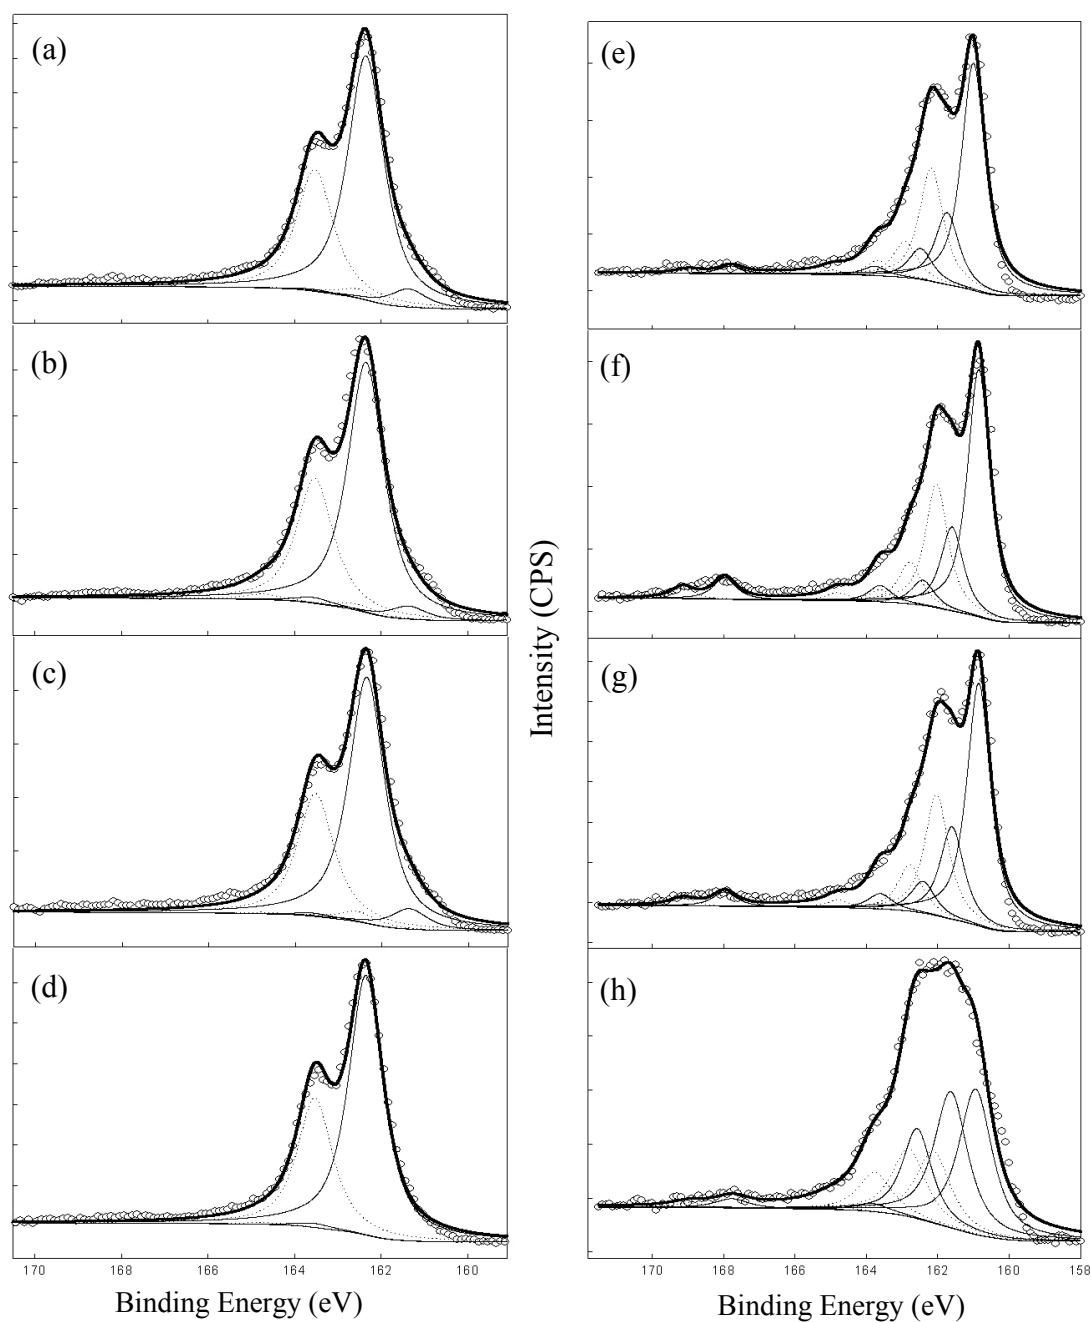 (a)
(b)
(c)
(d)
170 168 166 164 162 160
Binding Energy (eV)
Intensity (CPS)
(e)
(f)
(g)
(h)
170 168 166 164 162 160 158
Binding Energy (eV)